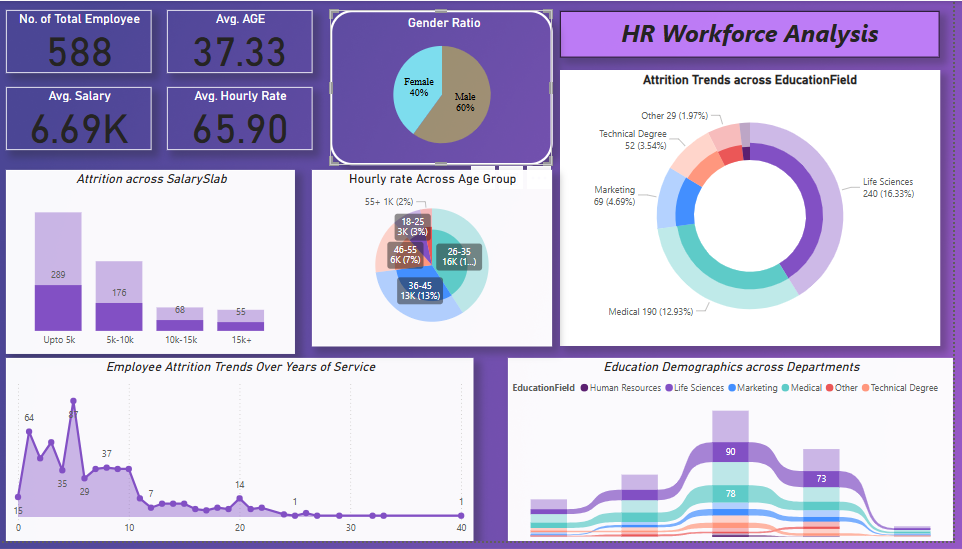 No. of Total Employee
588
Avg. AGE
37.33
Avg. Salary
6.69K
Avg. Hourly Rate
65.90
Gender Ratio
Female
40%
Male
60%
HR Workforce Analysis
Attrition Trends across EducationField
Other 29 (1.97%)
Technical Degree
52 (3.54%)
Marketing
69 (4.69%)
Life Sciences
240 (16.33%)
Medical 190 (12.93%)
Attrition across SalarySlab
289
176
68
55
Upto 5k
5k-10k
10k-15k
15k+
Hourly rate Across Age Group
55+ 1K (2%)
18-25
3K (3%)
46-55
6K (7%)
26-35
16K (1...)
36-45
13K (13%)
Employee Attrition Trends Over Years of Service
64
87
35
29
37
15
7
14
1
1
0
10
20
30
40
Education Demographics across Departments
EducationField
Human Resources
Life Sciences
Marketing
Medical
Other
Technical Degree
90
78
73